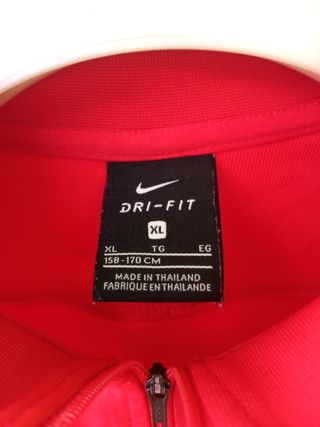 DRI-FIT
XL
XL TG EG
158-170 CM
MADE IN THAILAND
FABRIQUE EN THAILANDE